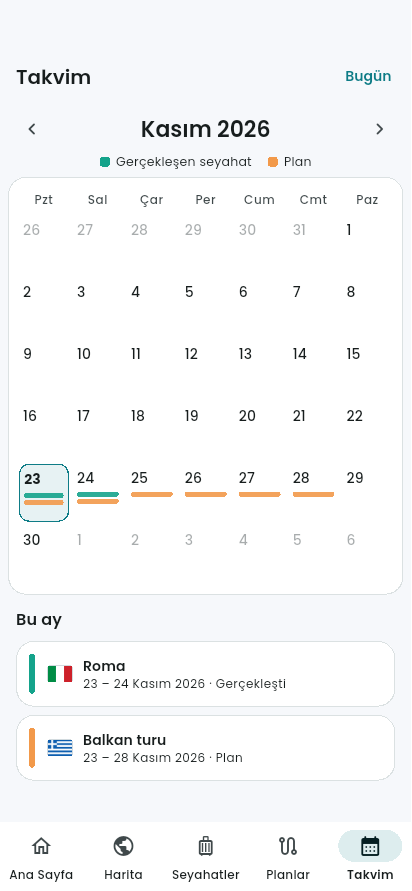 Takvim
Bugün
Kasım 2026
Gerçekleşen seyahat
Plan
Pzt Sal Çar Per Cum Cmt Paz
26 27 28 29 30 31 1
2 3 4 5 6 7 8
9 10 11 12 13 14 15
16 17 18 19 20 21 22
23 24 25 26 27 28 29
30 1 2 3 4 5 6
Bu ay
Roma
23 – 24 Kasım 2026 · Gerçekleşti
Balkan turu
23 – 28 Kasım 2026 · Plan
Ana Sayfa Harita Seyahatler Planlar Takvim